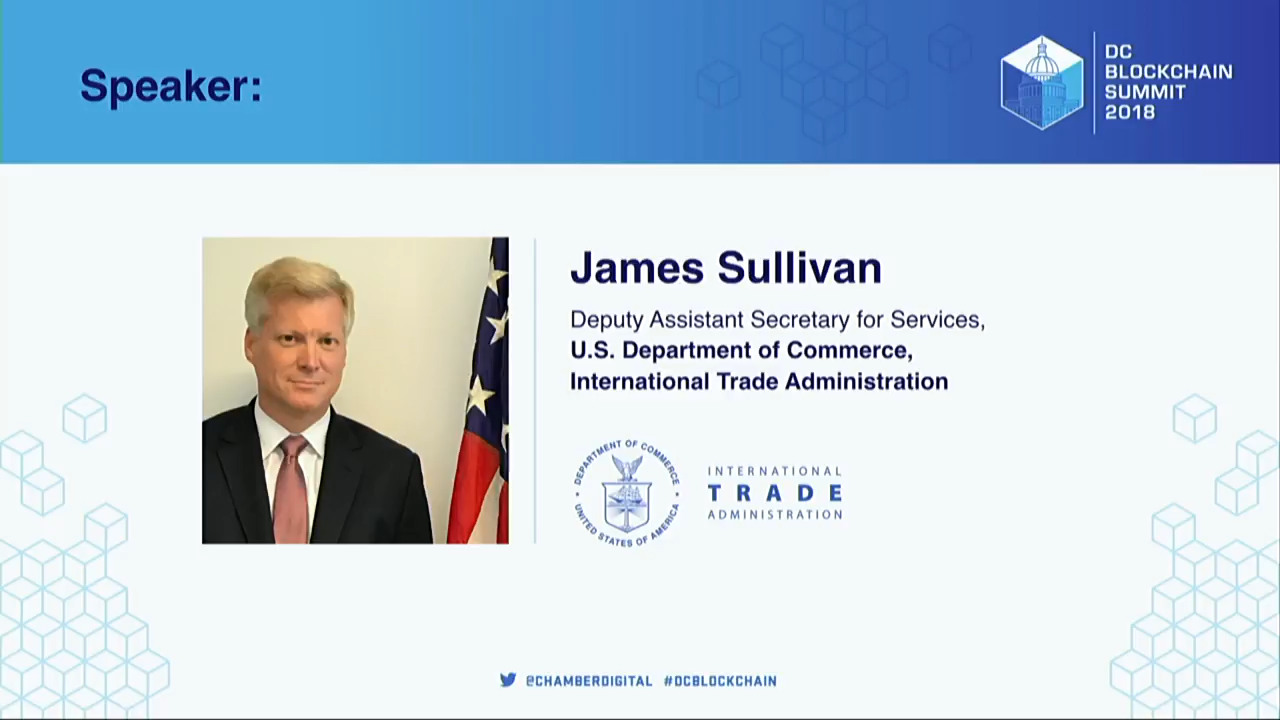 Speaker:
DC
BLOCKCHAIN
SUMMIT
2018
James Sullivan
Deputy Assistant Secretary for Services,
U.S. Department of Commerce,
International Trade Administration
DEPARTMENT OF COMMERCE
UNITED STATES OF AMERICA
INTERNATIONAL
TRADE
ADMINISTRATION
@CHAMBERDIGITAL #DCBLOCKCHAIN